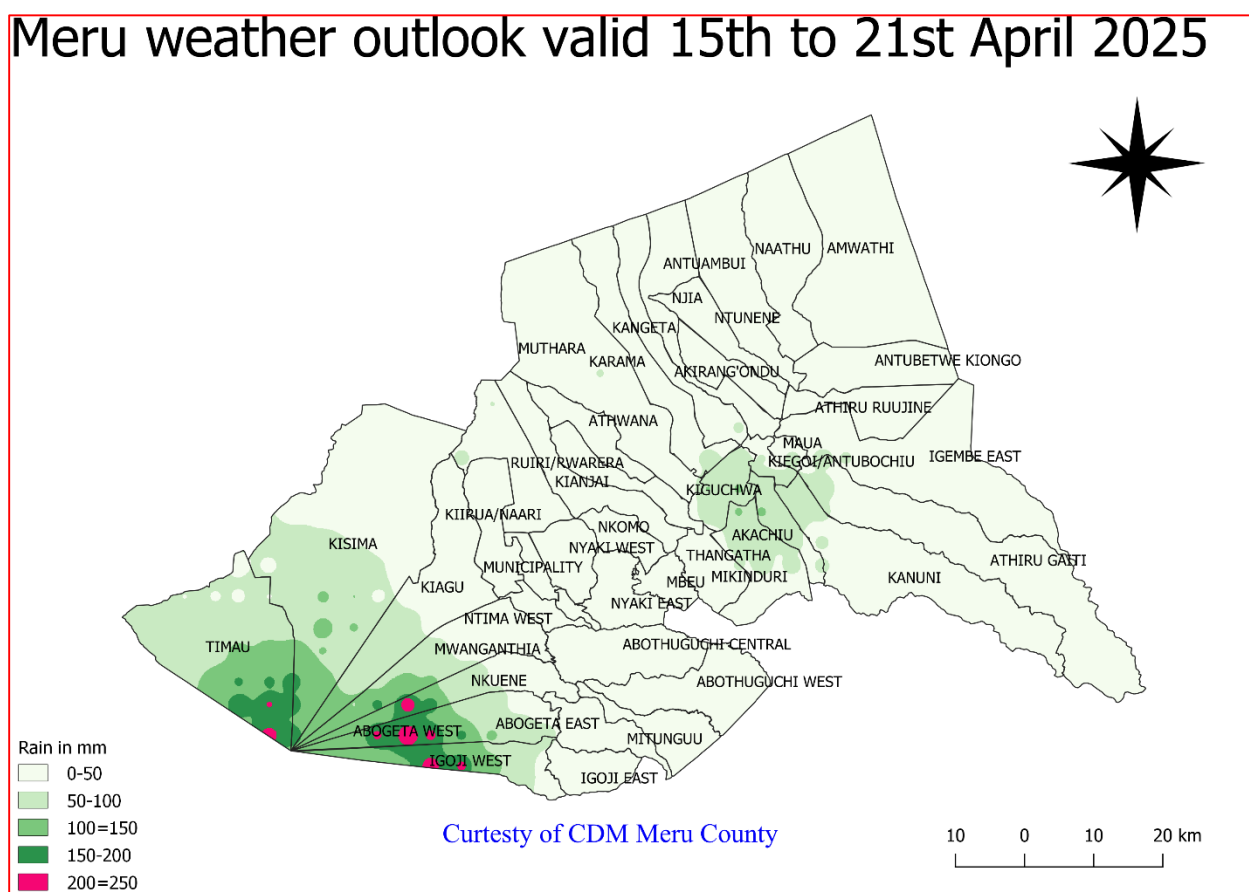 Meru weather outlook valid 15th to 21st April 2025
NAATHU
AMWATHI
ANTUAMBUI
NJIA
NTUNENE
KANGETA
MUTHARA
KARAMA
ANTUBETWE KIONGO
AKIRANG'ONDU
ATHIRU RUUJINE
ATHWANA
MAUA
IGEMBE EAST
RUIRI/RWARERA
KIEGOI/ANTUBOCHIU
KIANJAI
KIGUCHWA
KIIRUA/NAARI
NKOMO
AKACHIU
KISIMA
NYAKI WEST
THANGATHA
ATHIRU GAITI
MUNICIPALITY
MIKINDURI
KANUNI
MBEU
KIAGU
NYAKI EAST
NTIMA WEST
TIMAU
MWANGANTHIA
ABOTHUGUCHI CENTRAL
NKUENE
ABOTHUGUCHI WEST
ABOGETA EAST
ABOGETA WEST
MITUNGUU
IGOJI WEST
IGOJI EAST
Rain in mm
0-50
50-100
100=150
150-200
200=250
Curtesty of CDM Meru County
10 0 10 20 km